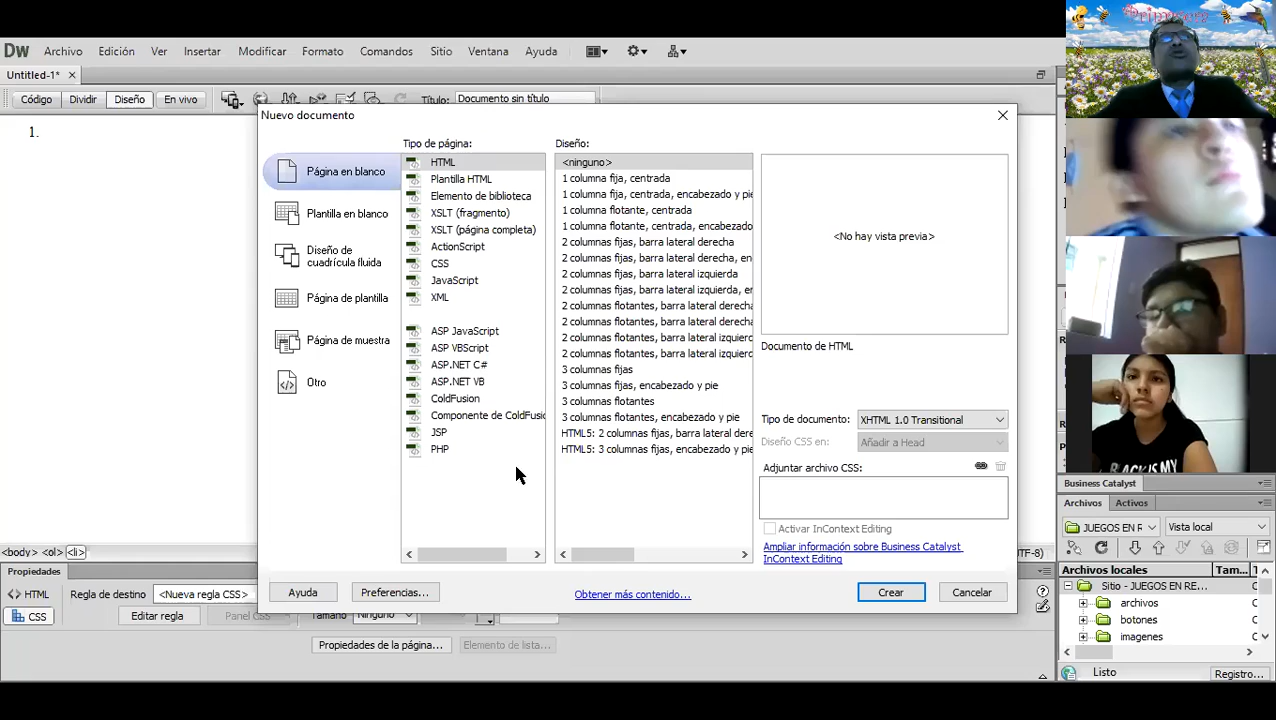 Primavera
Dw Archivo Edición Ver Insertar Modificar Formato Comandos Sitio Ventana Ayuda
Untitled-1* ×
Código Dividir Diseño En vivo Título: Documento sin título
1.
Nuevo documento
Página en blanco
Plantilla en blanco
Diseño de
cuadrícula fluida
Página de plantilla
Página de muestra
Otro
Tipo de página:
HTML
Plantilla HTML
Elemento de biblioteca
XSLT (fragmento)
XSLT (página completa)
ActionScript
CSS
JavaScript
XML
ASP JavaScript
ASP VBScript
ASP.NET C#
ASP.NET VB
ColdFusion
Componente de ColdFusio
JSP
PHP
Diseño:
<ninguno>
1 columna fija, centrada
1 columna fija, centrada, encabezado y pie
1 columna flotante, centrada
1 columna flotante, centrada, encabezado
2 columnas fijas, barra lateral derecha
2 columnas fijas, barra lateral derecha, en
2 columnas fijas, barra lateral izquierda
2 columnas fijas, barra lateral izquierda, en
2 columnas flotantes, barra lateral derecha
2 columnas flotantes, barra lateral derecha
2 columnas flotantes, barra lateral izquierd
2 columnas flotantes, barra lateral izquierd
3 columnas fijas
3 columnas fijas, encabezado y pie
3 columnas flotantes
3 columnas flotantes, encabezado y pie
HTML5: 2 columnas fijas, barra lateral dere
HTML5: 3 columnas fijas, encabezado y pie
<No hay vista previa>
Documento de HTML
Tipo de documento: XHTML 1.0 Transitional
Diseño CSS en: Añadir a Head
Adjuntar archivo CSS:
Activar InContext Editing
Ampliar información sobre Business Catalyst
InContext Editing
Ayuda Preferencias... Obtener más contenido... Crear Cancelar
<body> <ol> <li> TF-8)
Propiedades
HTML Regla de destino <Nueva regla CSS>
CSS Editar regla Panel CSS Tamaño Ninguno
Propiedades de la página... Elemento de lista...
BLACK IS MY
Business Catalyst
Archivos Activos
JUEGOS EN R Vista local
Archivos locales Tam... T
Sitio - JUEGOS EN RE... C
archivos C
botones C
imagenes C
Listo Registro...